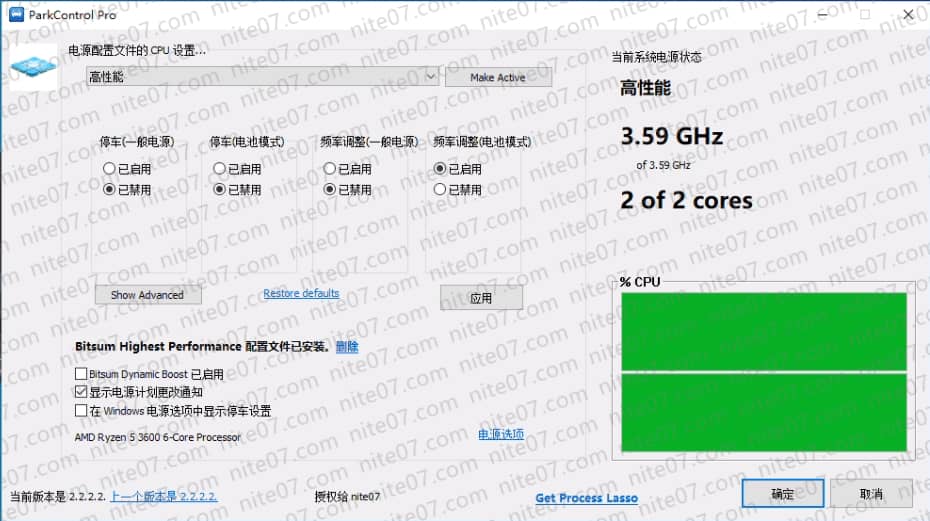 ParkControl Pro
电源配置文件的 CPU 设置...
高性能
Make Active
停车(一般电源)
停车(电池模式)
频率调整(一般电源)
频率调整(电池模式)
已启用
已启用
已启用
已启用
已禁用
已禁用
已禁用
已禁用
Show Advanced
Restore defaults
应用
Bitsum Highest Performance 配置文件已安装。 删除
Bitsum Dynamic Boost 已启用
显示电源计划更改通知
在 Windows 电源选项中显示停车设置
AMD Ryzen 5 3600 6-Core Processor
电源选项
当前系统电源状态
高性能
3.59 GHz
of 3.59 GHz
2 of 2 cores
% CPU
当前版本是 2.2.2.2. 上一个版本是 2.2.2.2.
授权给 nite07
Get Process Lasso
确定
取消
nite07.com